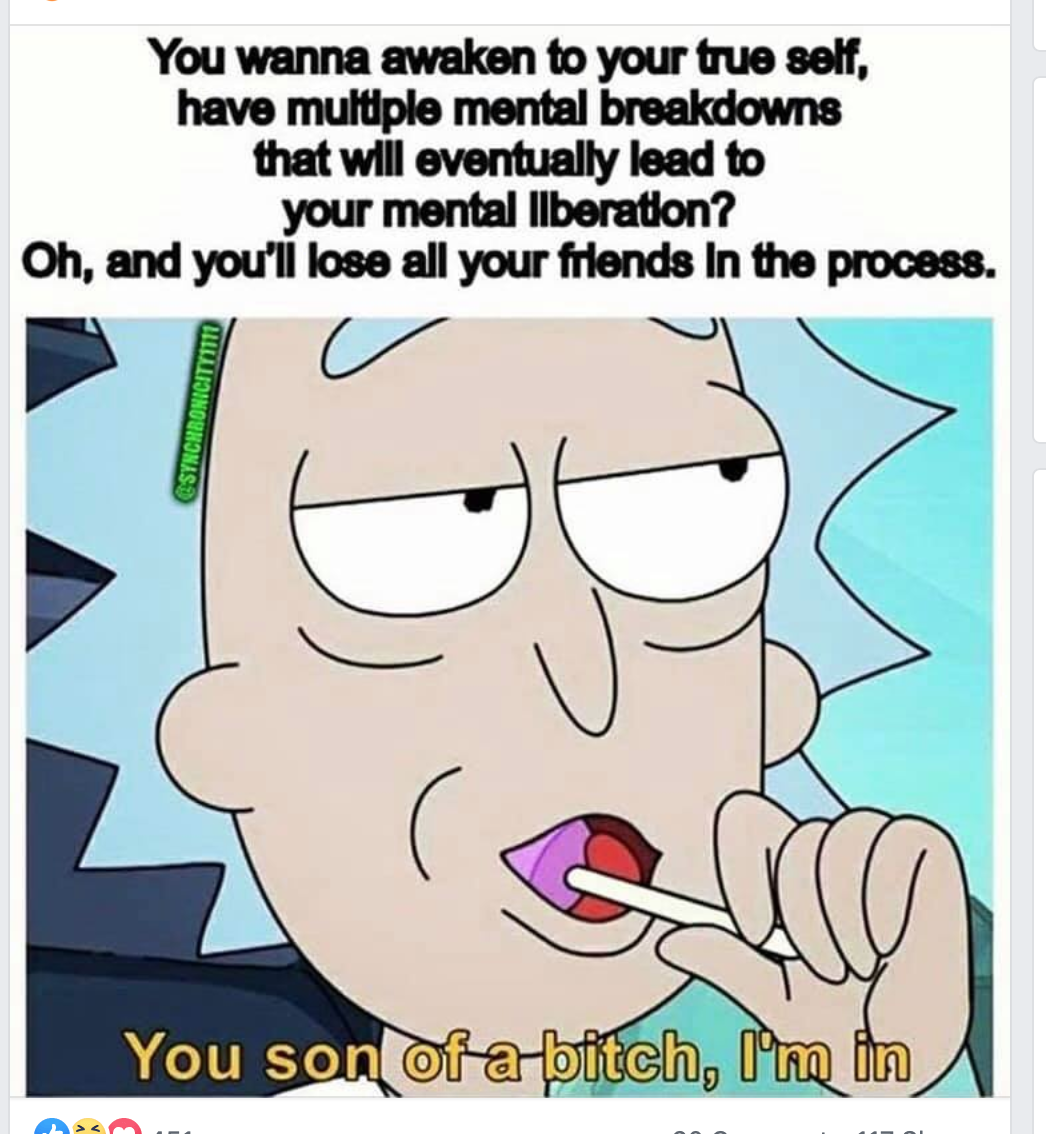 You wanna awaken to your true self,
have multiple mental breakdowns
that will eventually lead to
your mental liberation?
Oh, and you'll lose all your friends in the process.
@SYNCHRONICITY1111
You son of a bitch, I'm in